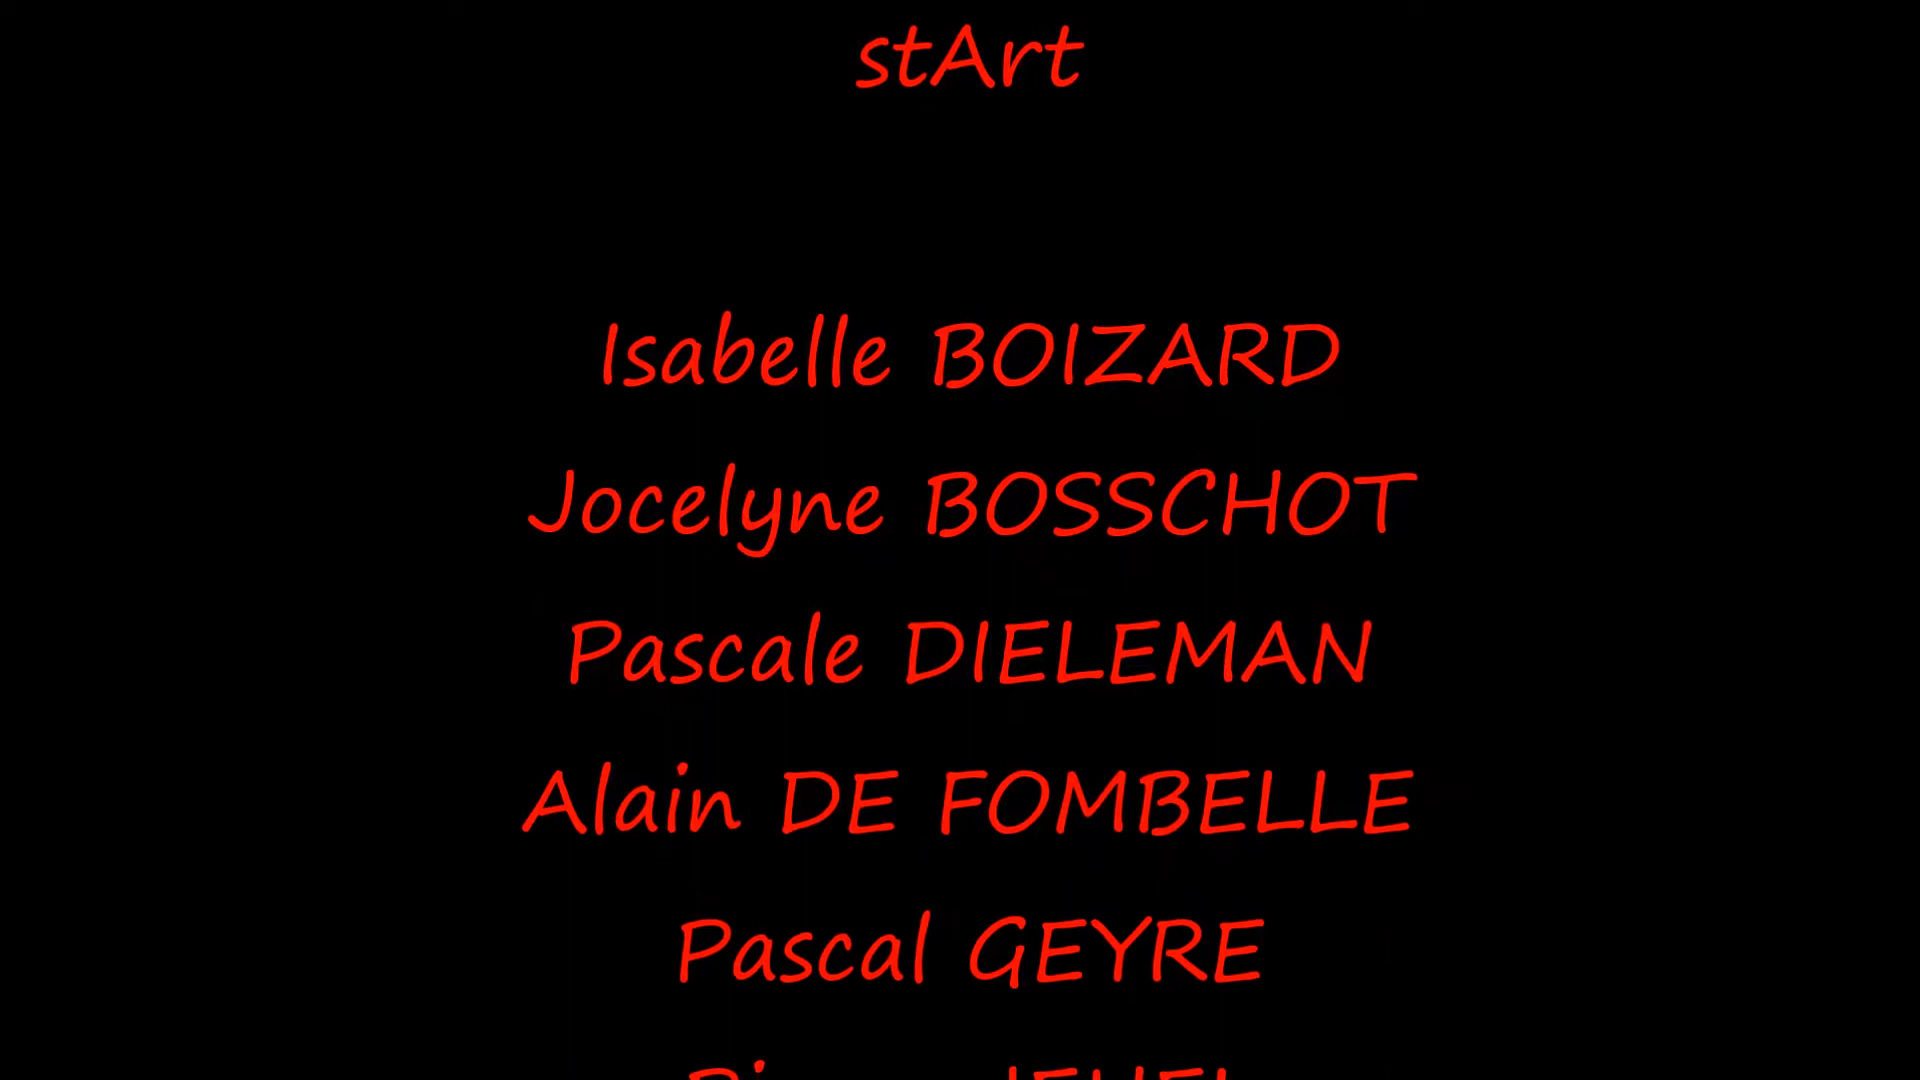 stArt
Isabelle BOIZARD
Jocelyne BOSSCHOT
Pascale DIELEMAN
Alain DE FOMBELLE
Pascal GEYRE